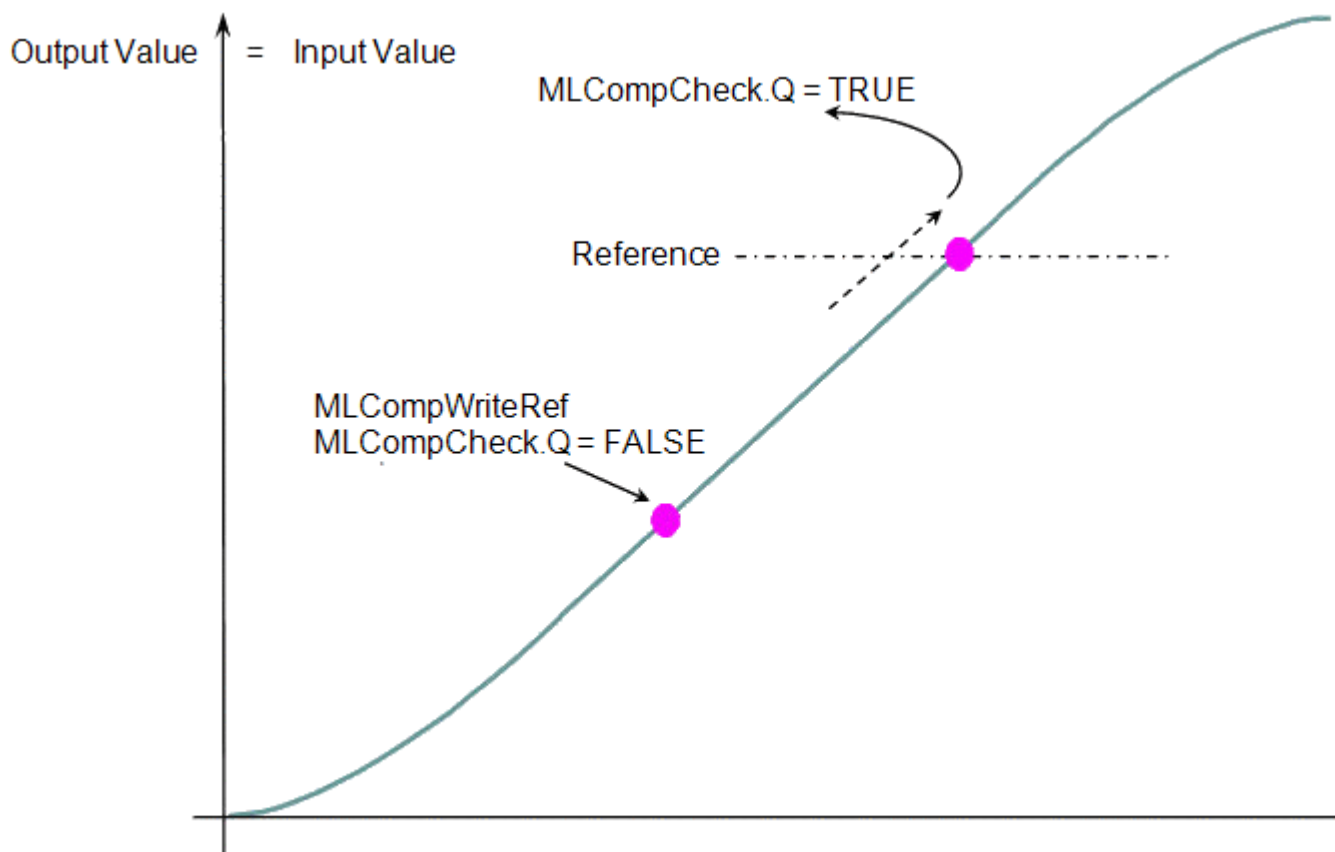 Output Value = Input Value
MLCompCheck.Q = TRUE
Reference
MLCompWriteRef
MLCompCheck.Q = FALSE